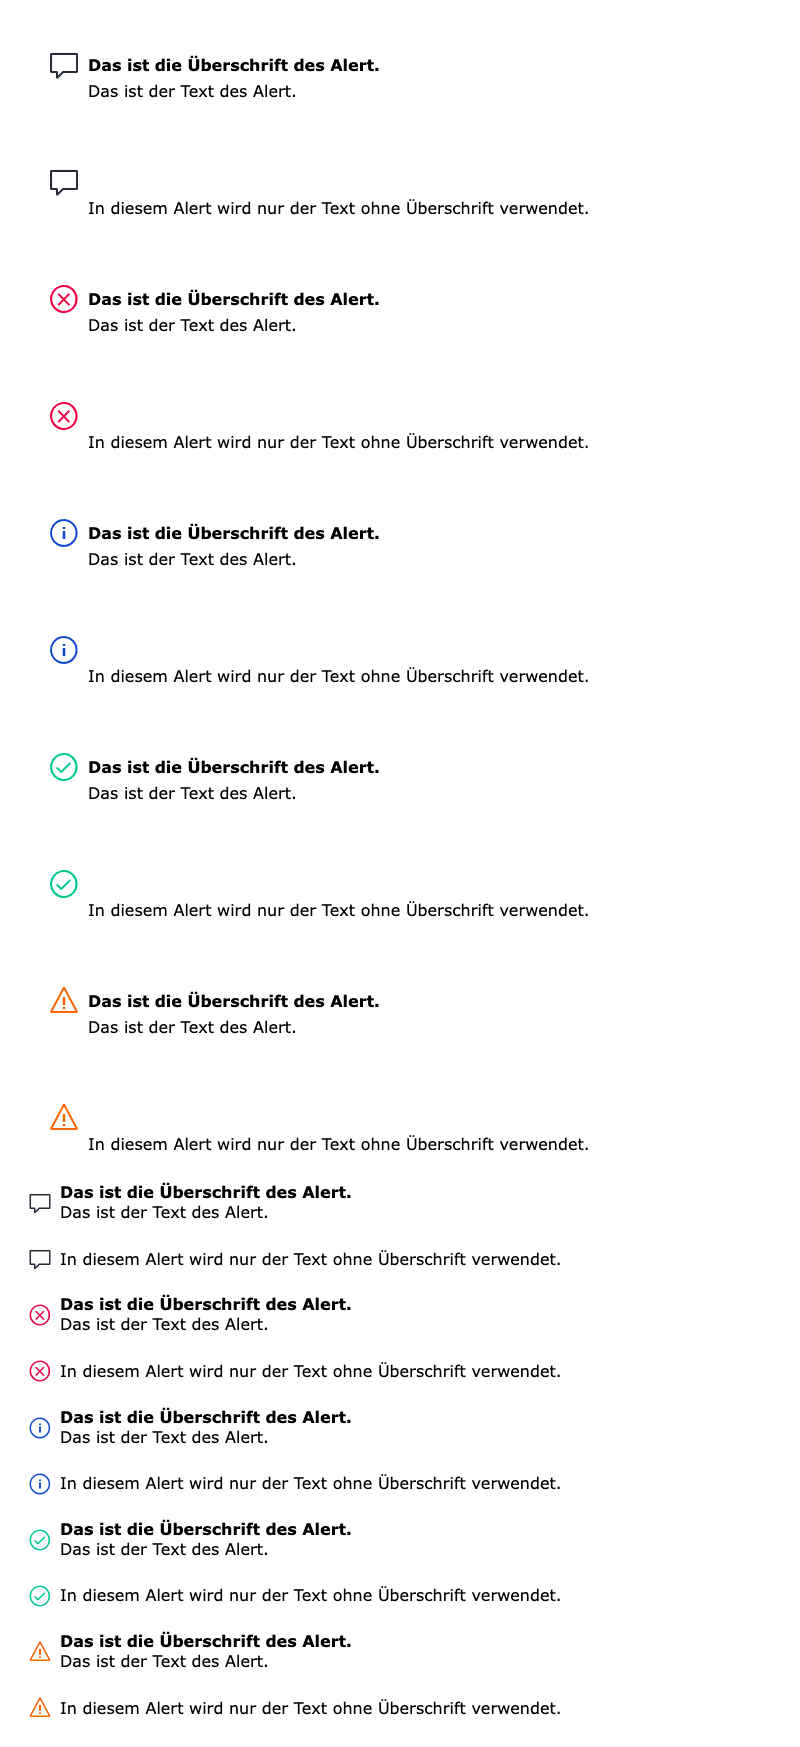 Das ist die Überschrift des Alert.
Das ist der Text des Alert.
In diesem Alert wird nur der Text ohne Überschrift verwendet.
Das ist die Überschrift des Alert.
Das ist der Text des Alert.
In diesem Alert wird nur der Text ohne Überschrift verwendet.
Das ist die Überschrift des Alert.
Das ist der Text des Alert.
In diesem Alert wird nur der Text ohne Überschrift verwendet.
Das ist die Überschrift des Alert.
Das ist der Text des Alert.
In diesem Alert wird nur der Text ohne Überschrift verwendet.
Das ist die Überschrift des Alert.
Das ist der Text des Alert.
In diesem Alert wird nur der Text ohne Überschrift verwendet.
Das ist die Überschrift des Alert.
Das ist der Text des Alert.
In diesem Alert wird nur der Text ohne Überschrift verwendet.
Das ist die Überschrift des Alert.
Das ist der Text des Alert.
In diesem Alert wird nur der Text ohne Überschrift verwendet.
Das ist die Überschrift des Alert.
Das ist der Text des Alert.
In diesem Alert wird nur der Text ohne Überschrift verwendet.
Das ist die Überschrift des Alert.
Das ist der Text des Alert.
In diesem Alert wird nur der Text ohne Überschrift verwendet.
Das ist die Überschrift des Alert.
Das ist der Text des Alert.
In diesem Alert wird nur der Text ohne Überschrift verwendet.